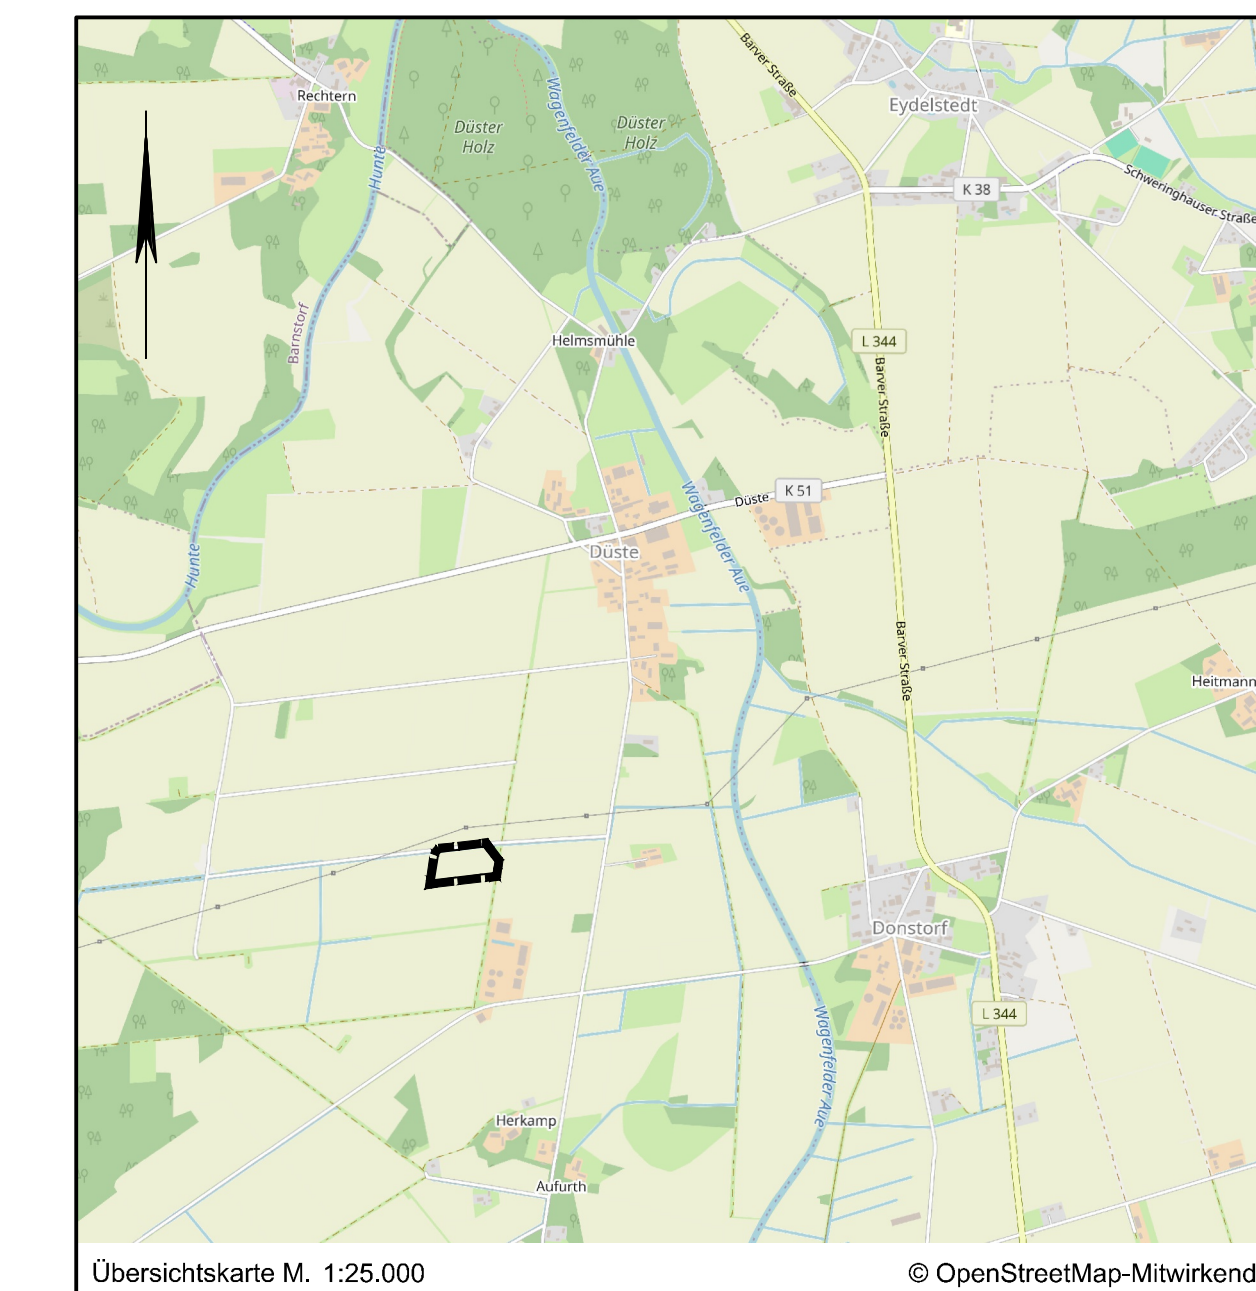 Barver Straße
Rechtern
Wagenfelder Aue
Eydelstedt
Düster
Holz
Düster
Holz
Hunte
K 38
Schweringhauser Straße
Barnstorf
Helmsmühle
L 344
Barver Straße
Wagenfelder Aue
Düste
K 51
Düste
Hunte
Barver Straße
Heitmann
Donstorf
L 344
Wagenfelder Aue
Herkamp
Aufurth
Übersichtskarte M. 1:25.000
© OpenStreetMap-Mitwirkend